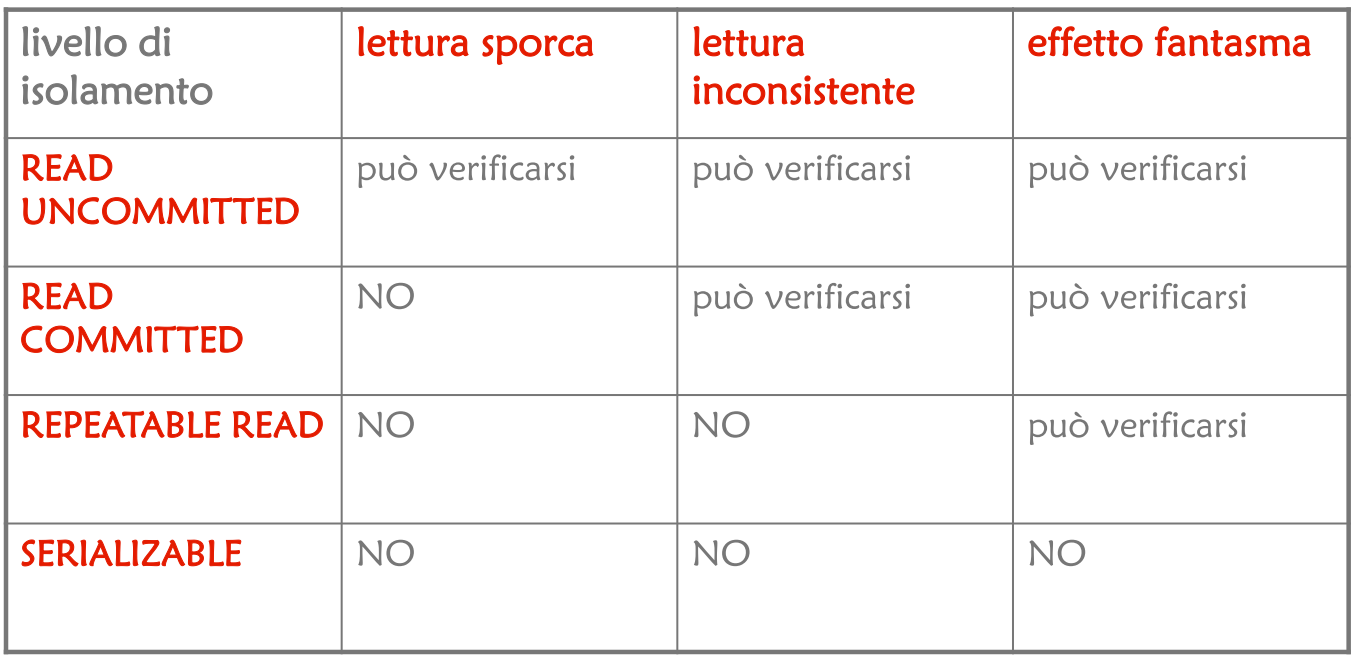 livello di
isolamento
lettura sporca
lettura
inconsistente
effetto fantasma
READ
UNCOMMITTED
può verificarsi
può verificarsi
può verificarsi
READ
COMMITTED
NO
può verificarsi
può verificarsi
REPEATABLE READ
NO
NO
può verificarsi
SERIALIZABLE
NO
NO
NO